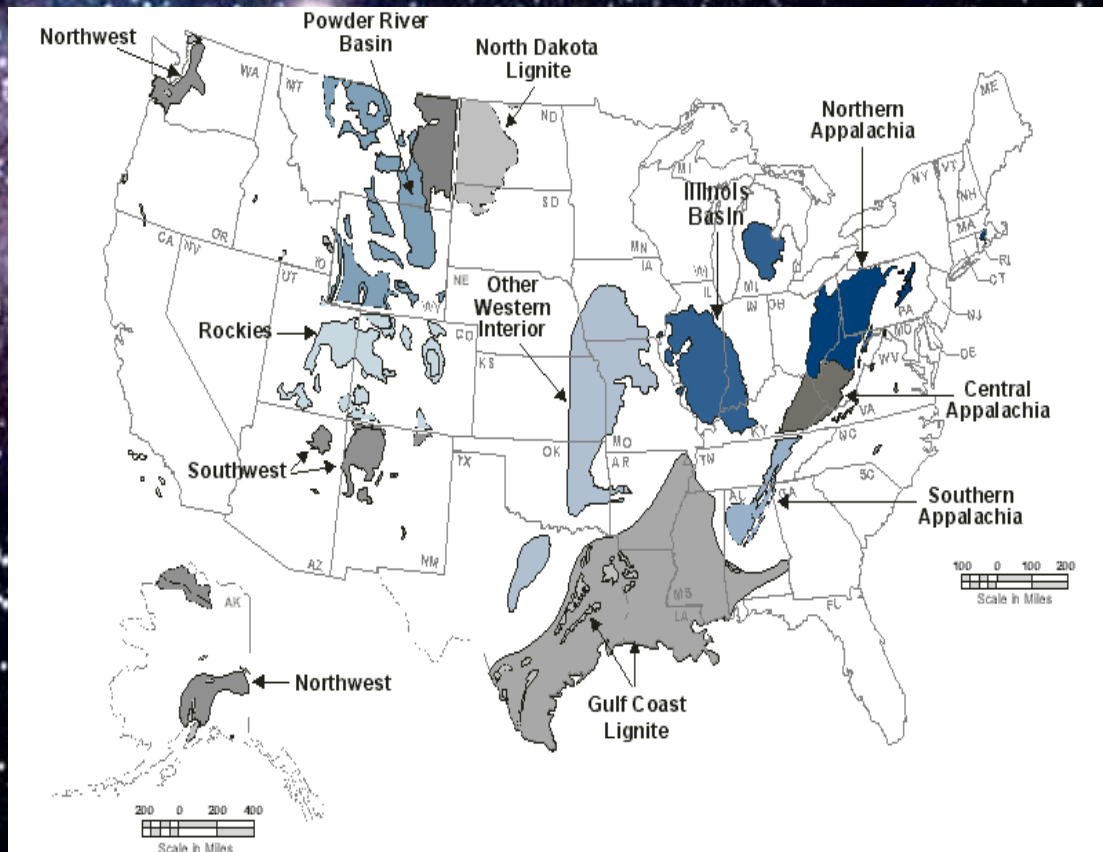 Northwest
Powder River
Basin
North Dakota
Lignite
Northern
Appalachia
Illinois
Basin
Other
Western
Interior
Rockies
Southwest
Central
Appalachia
Southern
Appalachia
Gulf Coast
Lignite
Northwest
WA
MT
ND
ME
MI
NY
VT
NH
MA
RI
CT
SD
MN
IA
WI
MI
OR
CA
NV
UT
ID
WY
NE
IL
IN
OH
PA
NJ
MD
DE
WV
CO
KS
VA
KY
MO
NC
TN
OK
AR
TX
SC
AL
GA
AZ
NM
MS
LA
FL
AK
100 0 100 200
Scale in Miles
200 0 200 400
Scale in Miles